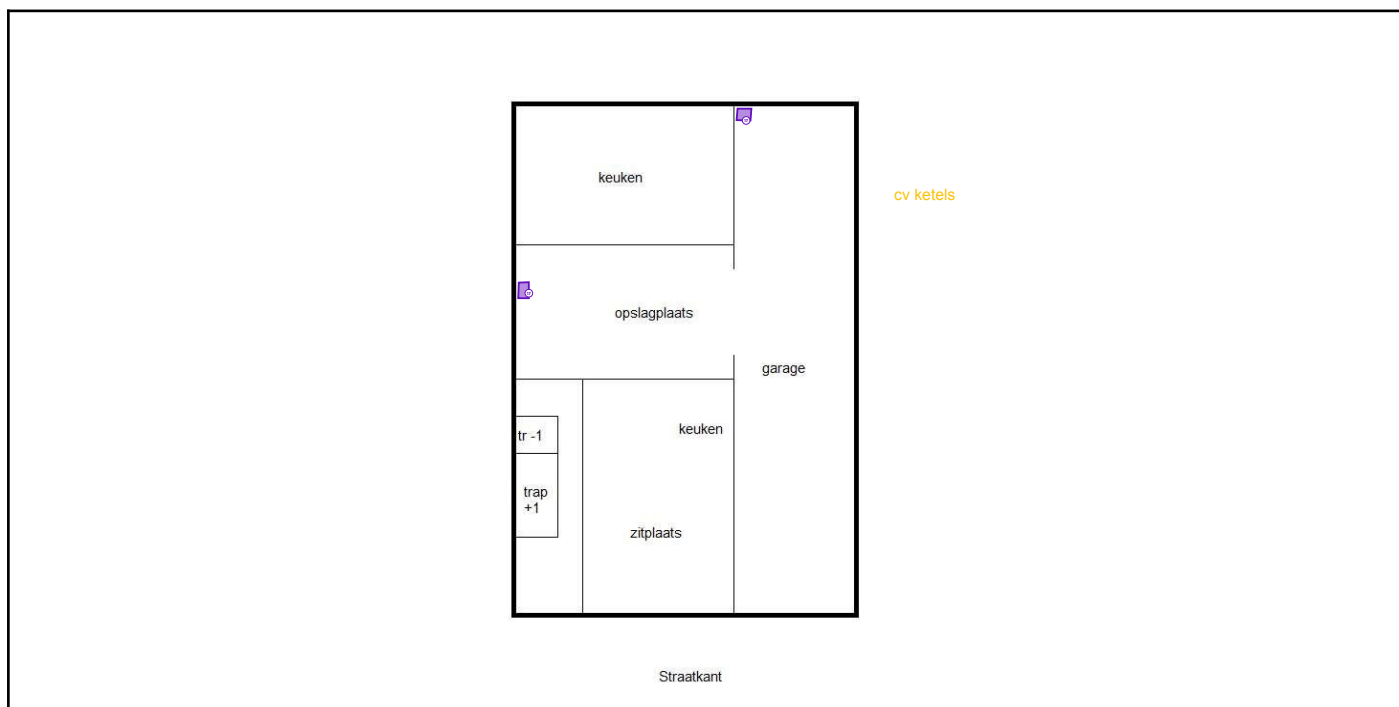 keuken
cv ketels
opslagplaats
garage
keuken
tr -1
trap
+1
zitplaats
Straatkant